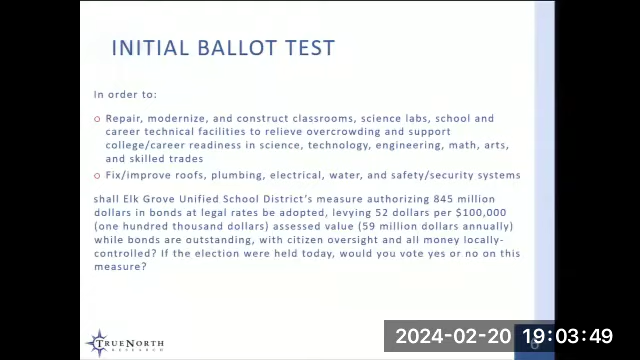 INITIAL BALLOT TEST
In order to:
Repair, modernize, and construct classrooms, science labs, school and
career technical facilities to relieve overcrowding and support
college/career readiness in science, technology, engineering, math, arts,
and skilled trades
Fix/improve roofs, plumbing, electrical, water, and safety/security systems
shall Elk Grove Unified School District's measure authorizing 845 million
dollars in bonds at legal rates be adopted, levying 52 dollars per $100,000
(one hundred thousand dollars) assessed value (59 million dollars annually)
while bonds are outstanding, with citizen oversight and all money locally-
controlled? If the election were held today, would you vote yes or no on this
measure?
TRUENORTH
RESEARCH
2024-02-20 19:03:49